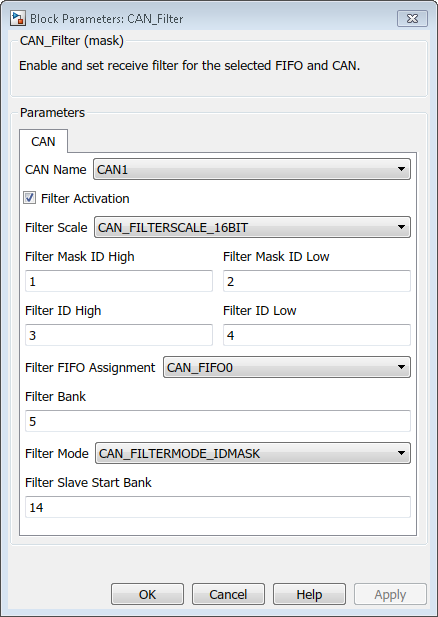 Block Parameters: CAN_Filter
CAN_Filter (mask)
Enable and set receive filter for the selected FIFO and CAN.
Parameters
CAN
CAN Name CAN1
Filter Activation
Filter Scale CAN_FILTERSCALE_16BIT
Filter Mask ID High Filter Mask ID Low
1 2
Filter ID High Filter ID Low
3 4
Filter FIFO Assignment CAN_FIFO0
Filter Bank
5
Filter Mode CAN_FILTERMODE_IDMASK
Filter Slave Start Bank
14
OK Cancel Help Apply